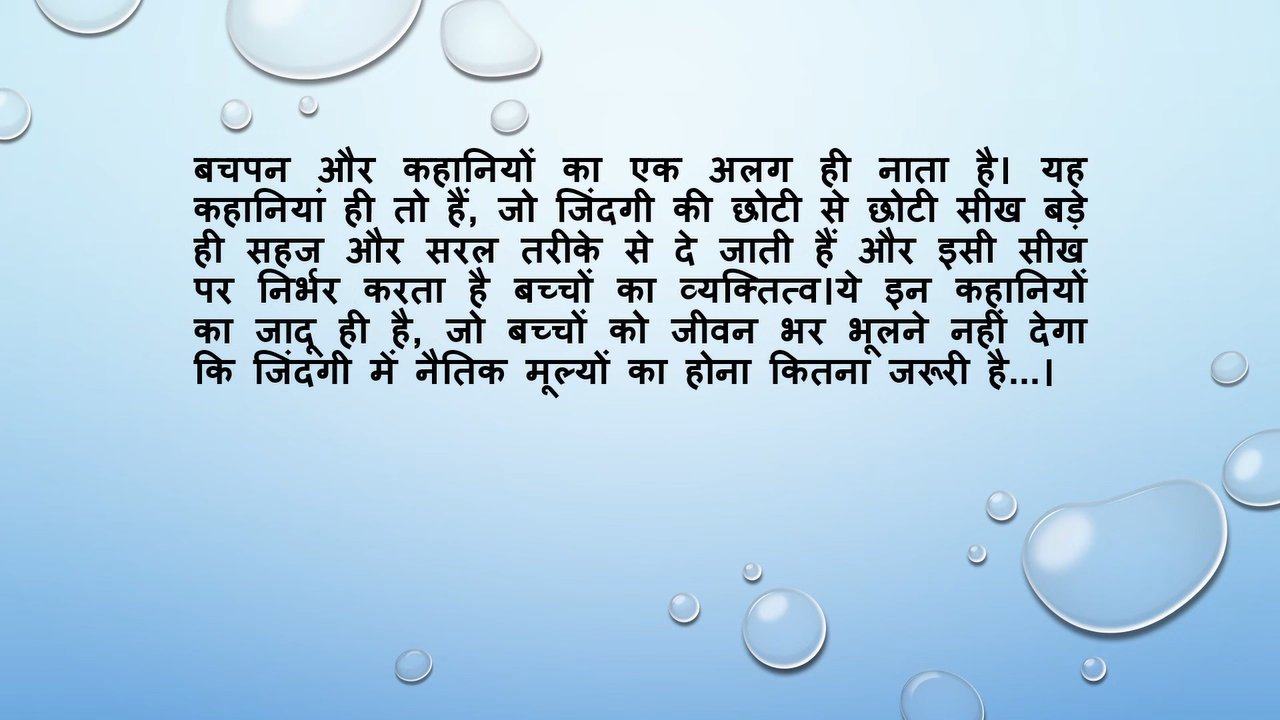 बचपन और कहानियों का एक अलग ही नाता है। यह
कहानियां ही तो हैं, जो जिंदगी की छोटी से छोटी सीख बड़े
ही सहज और सरल तरीके से दे जाती हैं और इसी सीख
पर निर्भर करता है बच्चों का व्यक्तित्व।ये इन कहानियों
का जादू ही है, जो बच्चों को जीवन भर भूलने नहीं देगा
कि जिंदगी में नैतिक मूल्यों का होना कितना जरूरी है...।